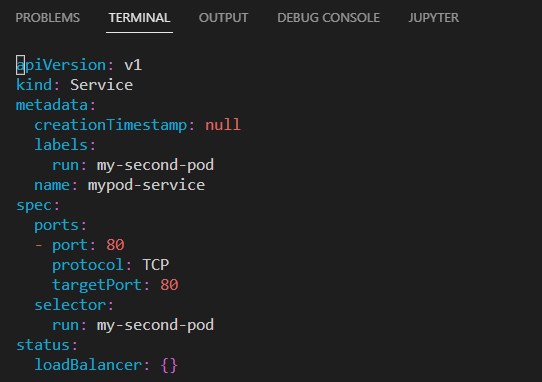 PROBLEMS TERMINAL OUTPUT DEBUG CONSOLE JUPYTER
apiVersion: v1
kind: Service
metadata:
  creationTimestamp: null
  labels:
    run: my-second-pod
  name: mypod-service
spec:
  ports:
  - port: 80
    protocol: TCP
    targetPort: 80
  selector:
    run: my-second-pod
status:
  loadBalancer: {}